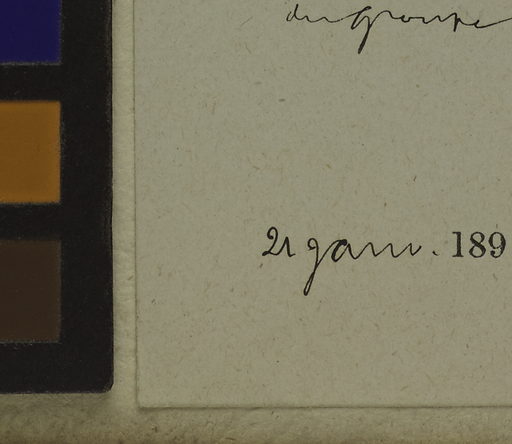 du groupe
21 janv. 189